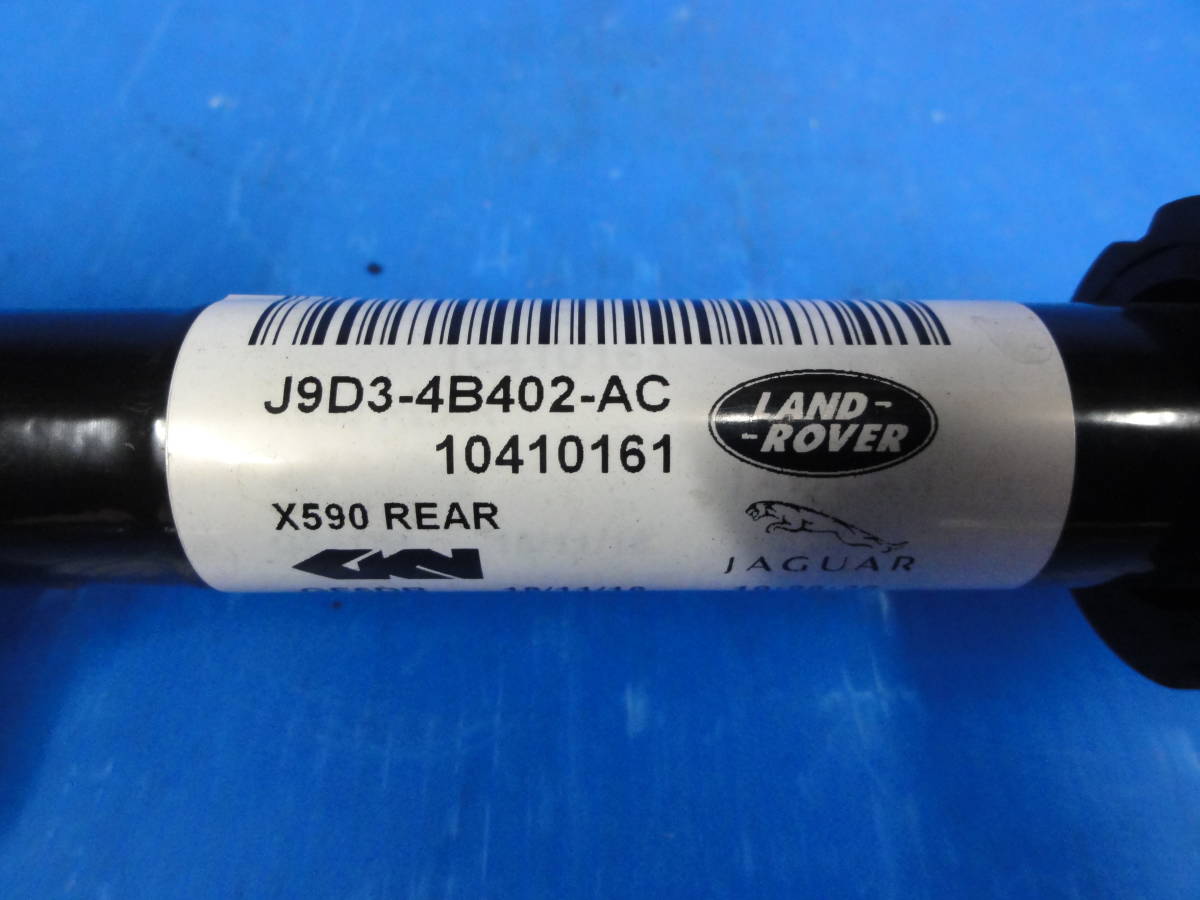 J9D3-4B402-AC
10410161
LAND-
-ROVER
X590 REAR
JAGUAR